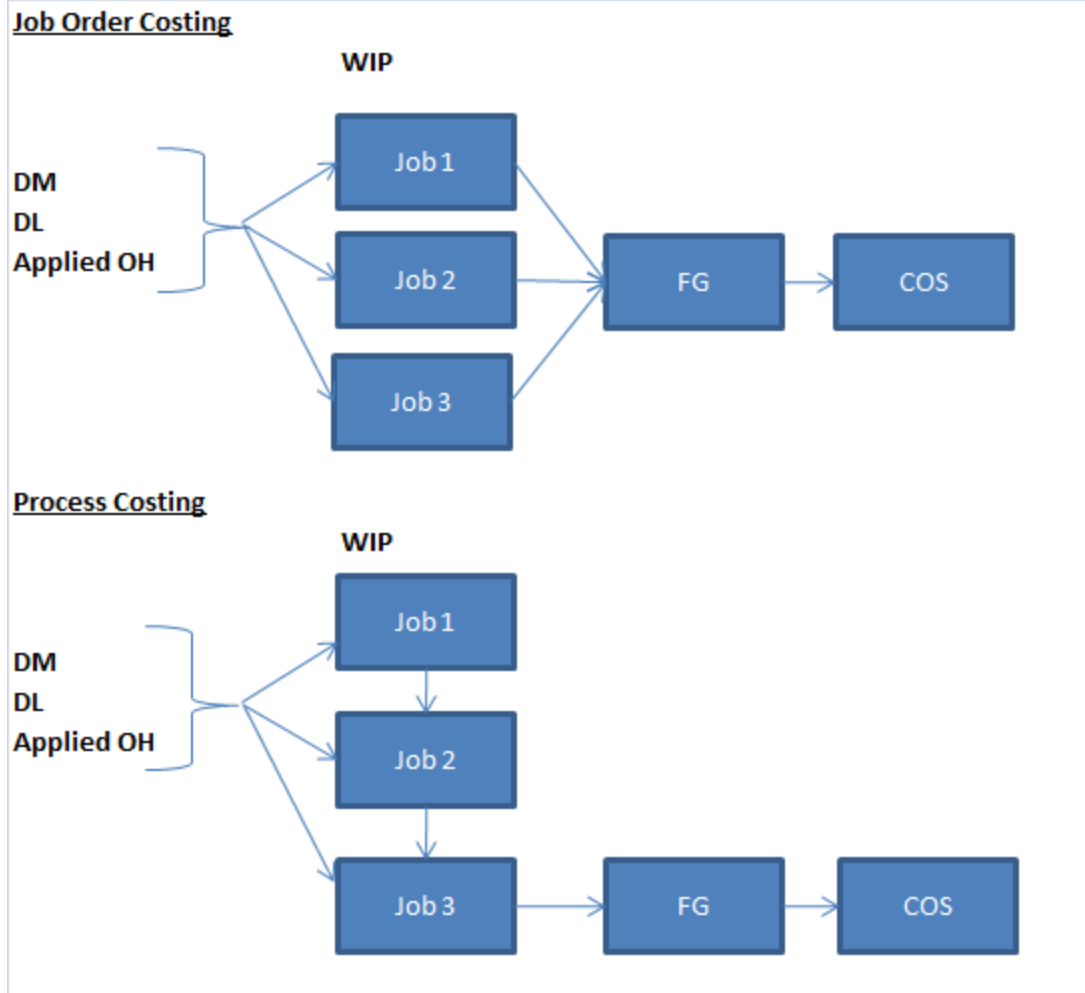 Job Order Costing
WIP
Job 1
DM
DL
Applied OH
Job 2
FG
COS
Job 3
Process Costing
WIP
Job 1
DM
DL
Applied OH
Job 2
Job 3
FG
COS